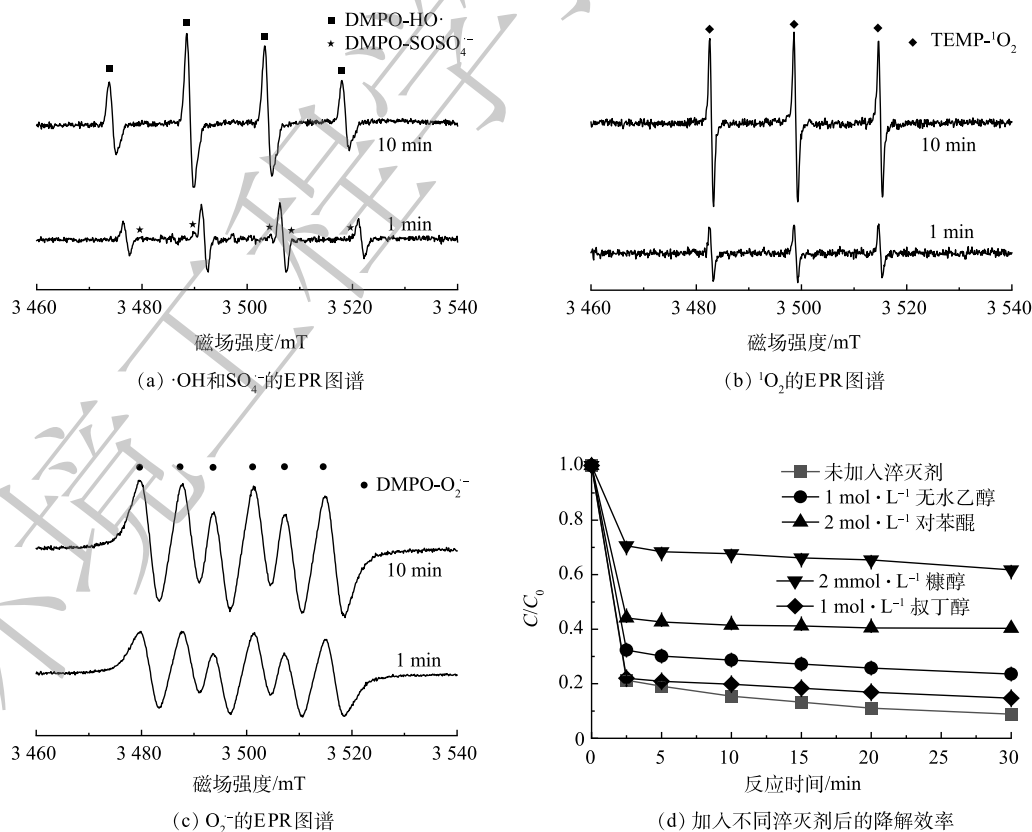 ■ DMPO-HO·
★ DMPO-SOSO₄·⁻
10 min
1 min
3 460 3 480 3 500 3 520 3 540
磁场强度/mT
(a) ·OH和SO₄·⁻的EPR图谱
◆ TEMP-¹O₂
10 min
1 min
3 460 3 480 3 500 3 520 3 540
磁场强度/mT
(b) ¹O₂的EPR图谱
● DMPO-O₂·⁻
10 min
1 min
3 460 3 480 3 500 3 520 3 540
磁场强度/mT
(c) O₂·⁻的EPR图谱
1.0
0.8
0.6
0.4
0.2
0
C/C₀
未加入淬灭剂
1 mol·L⁻¹ 无水乙醇
2 mol·L⁻¹ 对苯醌
2 mmol·L⁻¹ 糠醇
1 mol·L⁻¹ 叔丁醇
0 5 10 15 20 25 30
反应时间/min
(d) 加入不同淬灭剂后的降解效率
境工程学